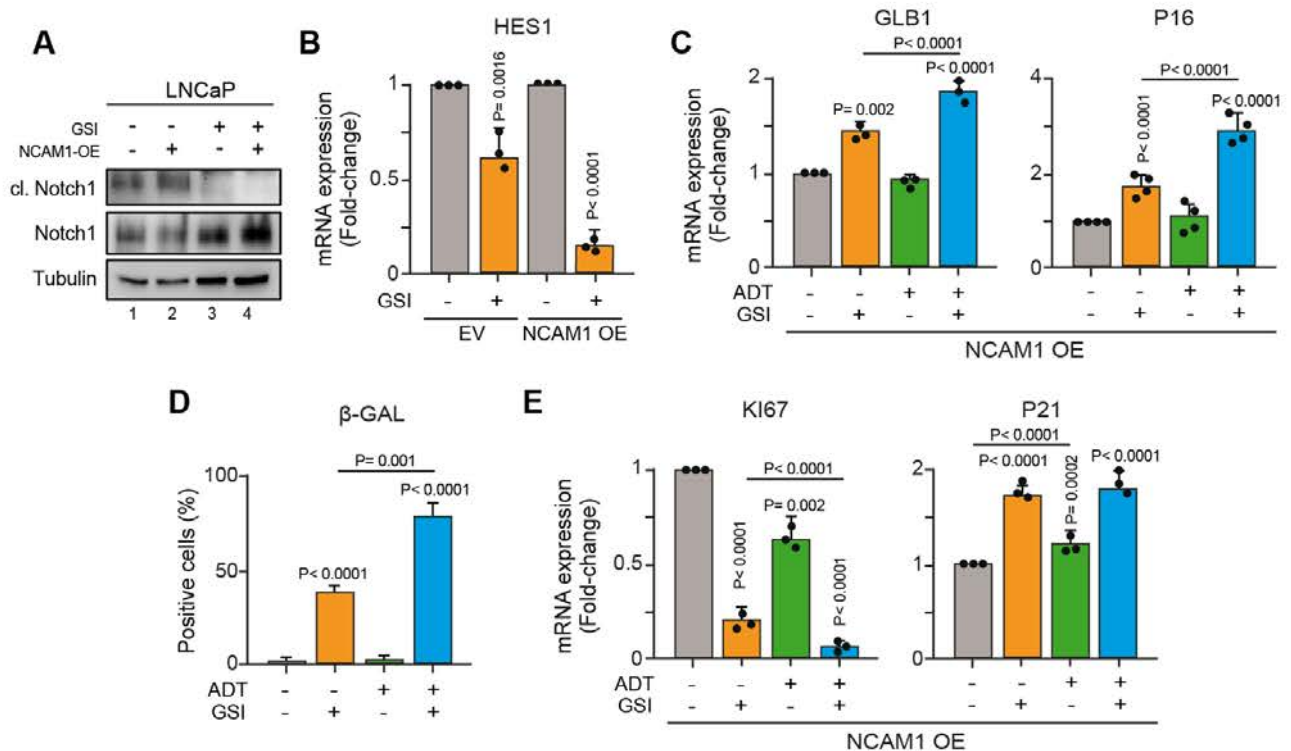 A
LNCaP
GSI - - + +
NCAM1-OE - + - +
cl. Notch1
Notch1
Tubulin
1 2 3 4
B
HES1
mRNA expression
(Fold-change)
1
0.5
0
P= 0.0016
P< 0.0001
GSI - + - +
EV NCAM1 OE
C
GLB1
mRNA expression
(Fold-change)
2
1
0
P< 0.0001
P= 0.002
P< 0.0001
ADT - - + +
GSI - + - +
P16
4
2
0
P< 0.0001
P< 0.0001
P< 0.0001
- - + +
- + - +
NCAM1 OE
D
β-GAL
Positive cells (%)
100
50
0
P= 0.001
P< 0.0001
P< 0.0001
ADT - - + +
GSI - + - +
E
KI67
mRNA expression
(Fold-change)
1
0.5
0
P< 0.0001
P= 0.002
P< 0.0001
P< 0.0001
ADT - - + +
GSI - + - +
P21
2
1
0
P< 0.0001
P< 0.0001
P= 0.0002
P< 0.0001
- - + +
- + - +
NCAM1 OE